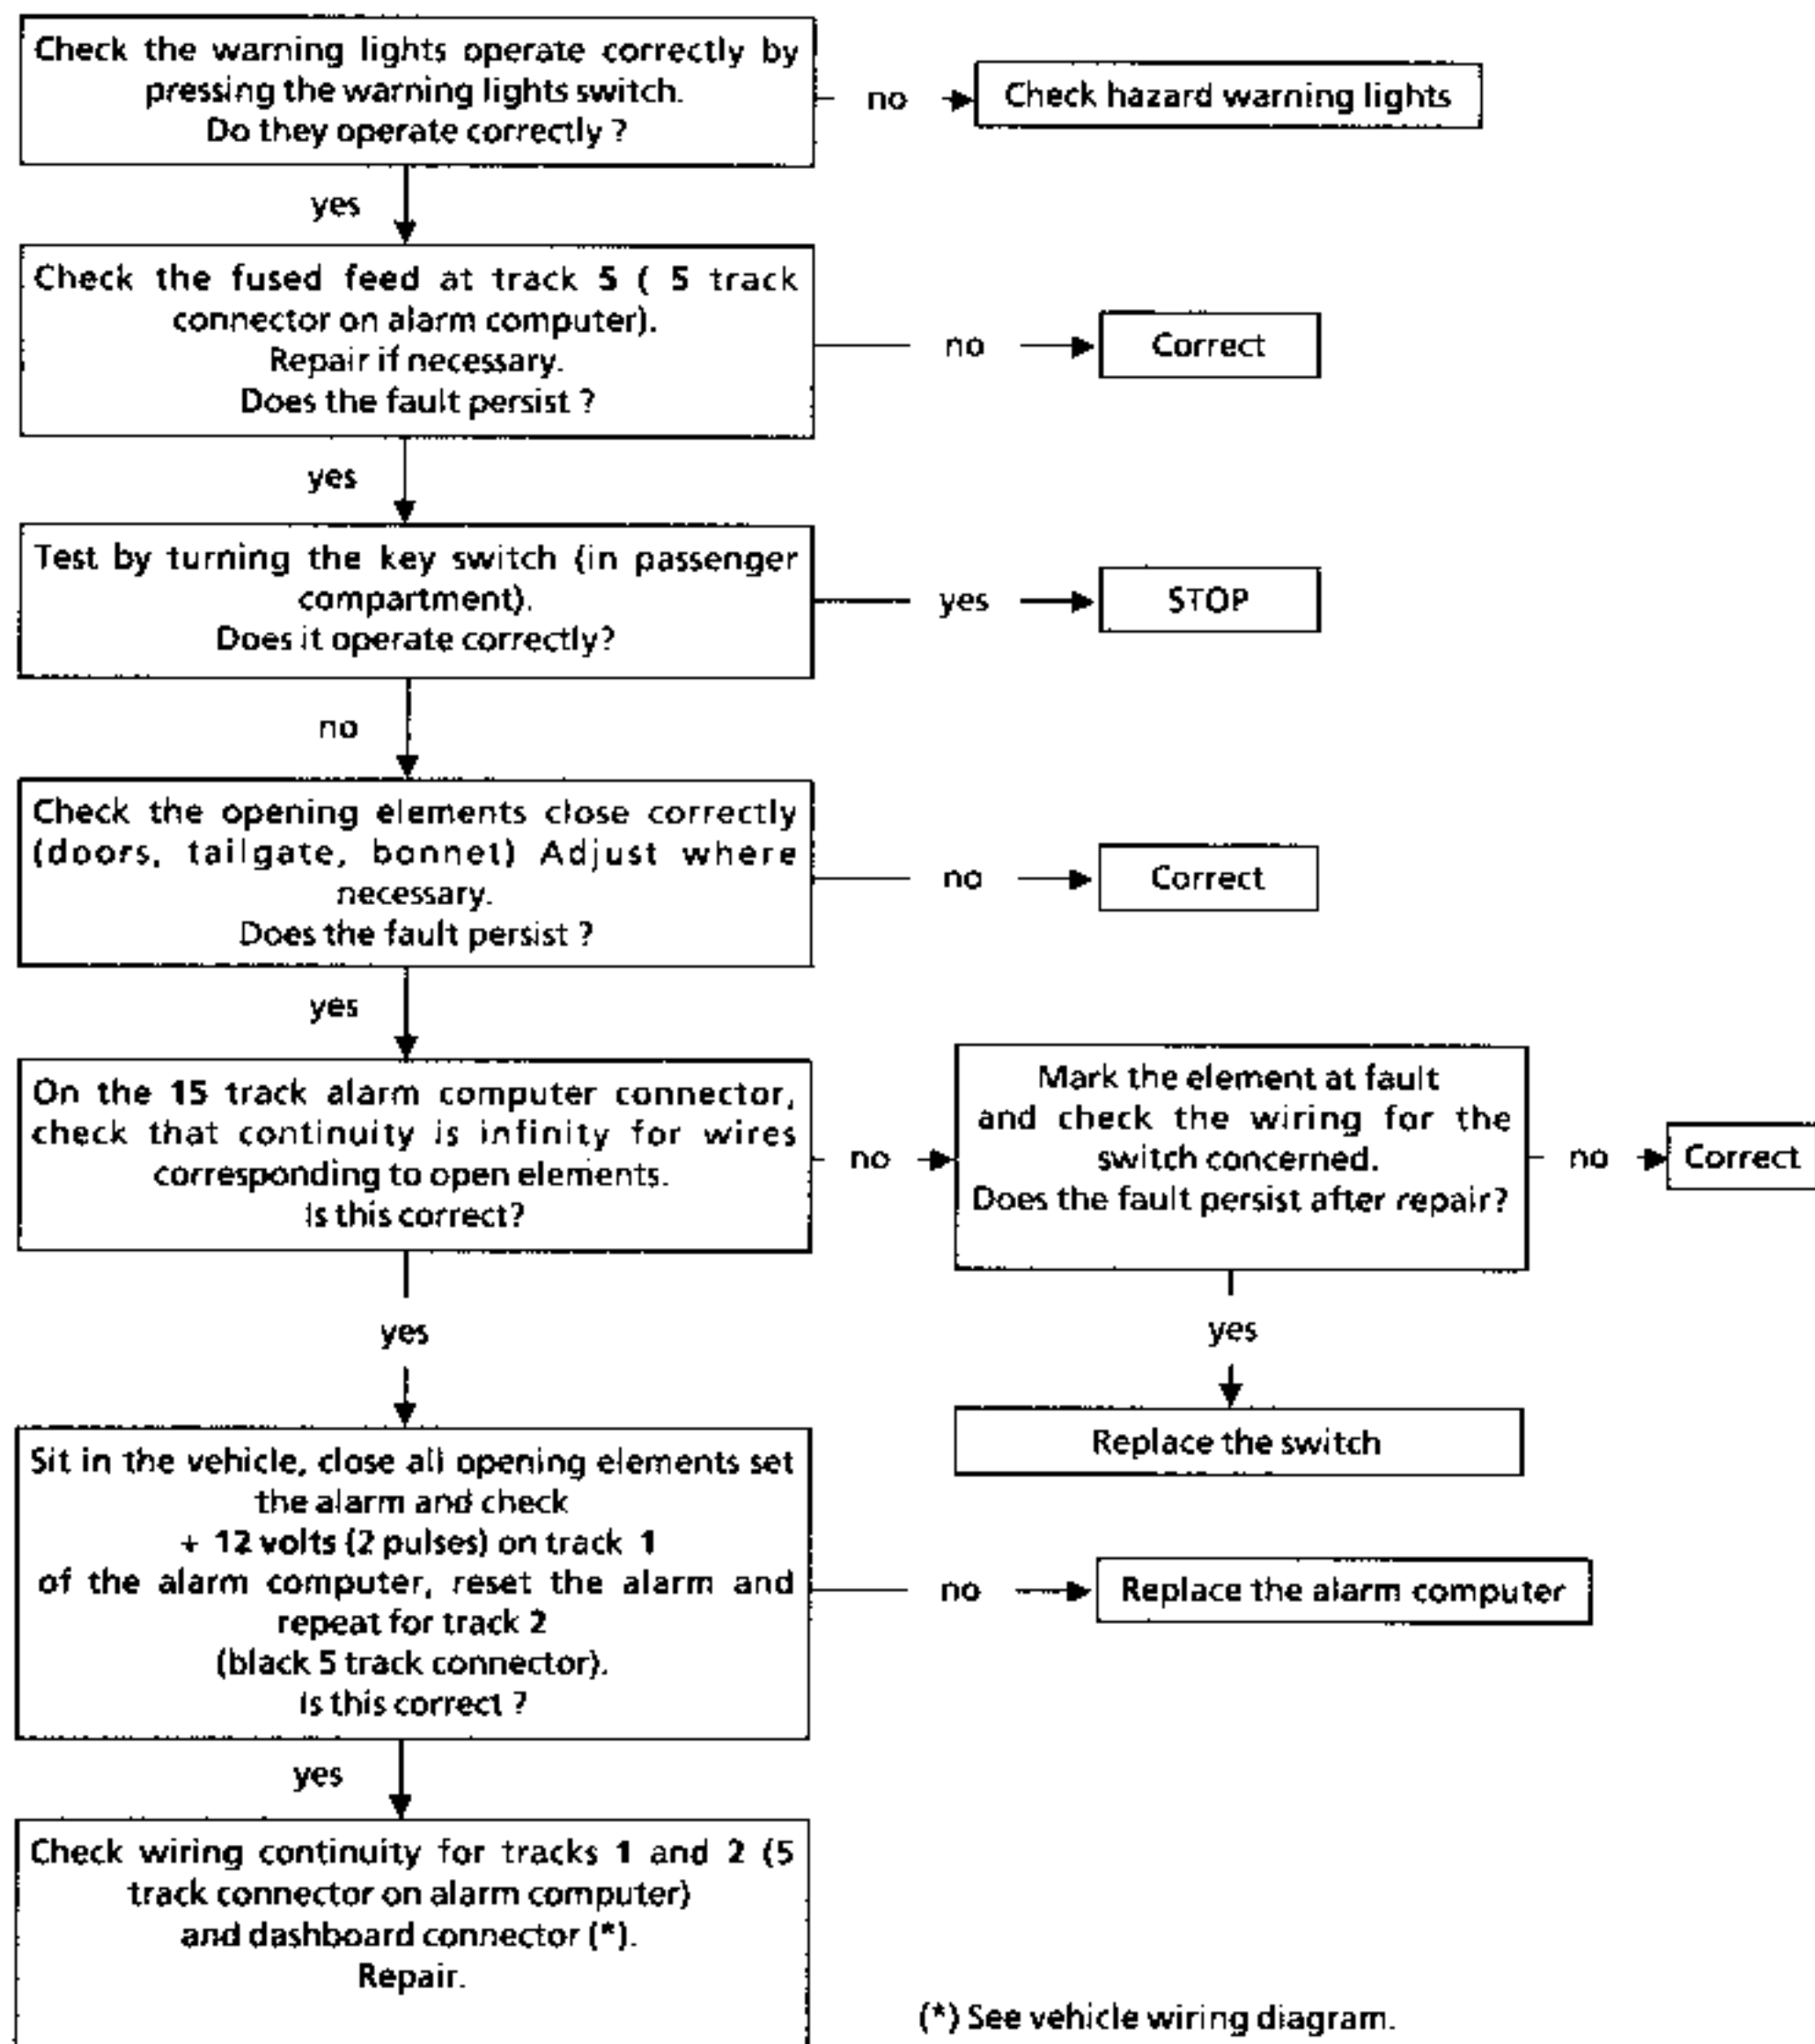 Check the warning lights operate correctly by
pressing the warning lights switch.
Do they operate correctly ?
no
Check hazard warning lights
yes
Check the fused feed at track 5 ( 5 track
connector on alarm computer).
Repair if necessary.
Does the fault persist ?
no
Correct
yes
Test by turning the key switch (in passenger
compartment).
Does it operate correctly?
yes
STOP
no
Check the opening elements close correctly
(doors, tailgate, bonnet) Adjust where
necessary.
Does the fault persist ?
no
Correct
yes
On the 15 track alarm computer connector,
check that continuity is infinity for wires
corresponding to open elements.
Is this correct?
no
Mark the element at fault
and check the wiring for the
switch concerned.
Does the fault persist after repair?
no
Correct
yes
yes
Replace the switch
Sit in the vehicle, close all opening elements set
the alarm and check
+ 12 volts (2 pulses) on track 1
of the alarm computer, reset the alarm and
repeat for track 2
(black 5 track connector).
Is this correct ?
no
Replace the alarm computer
yes
Check wiring continuity for tracks 1 and 2 (5
track connector on alarm computer)
and dashboard connector (*).
Repair.
(*) See vehicle wiring diagram.